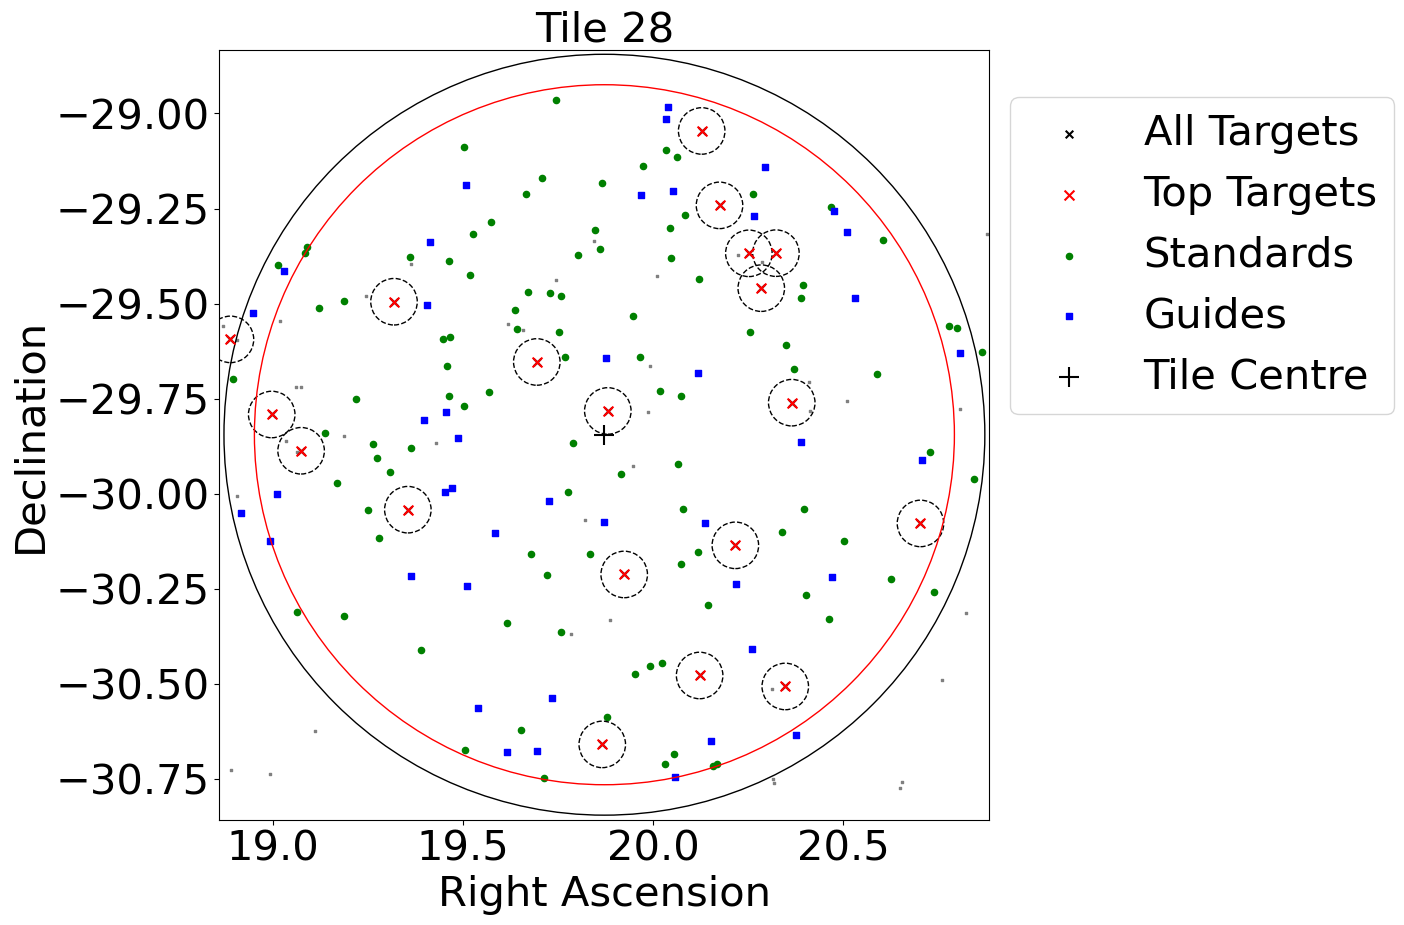 Tile 28
−29.00
−29.25
−29.50
−29.75
−30.00
−30.25
−30.50
−30.75
Declination
19.0 19.5 20.0 20.5
Right Ascension
All Targets
Top Targets
Standards
Guides
Tile Centre